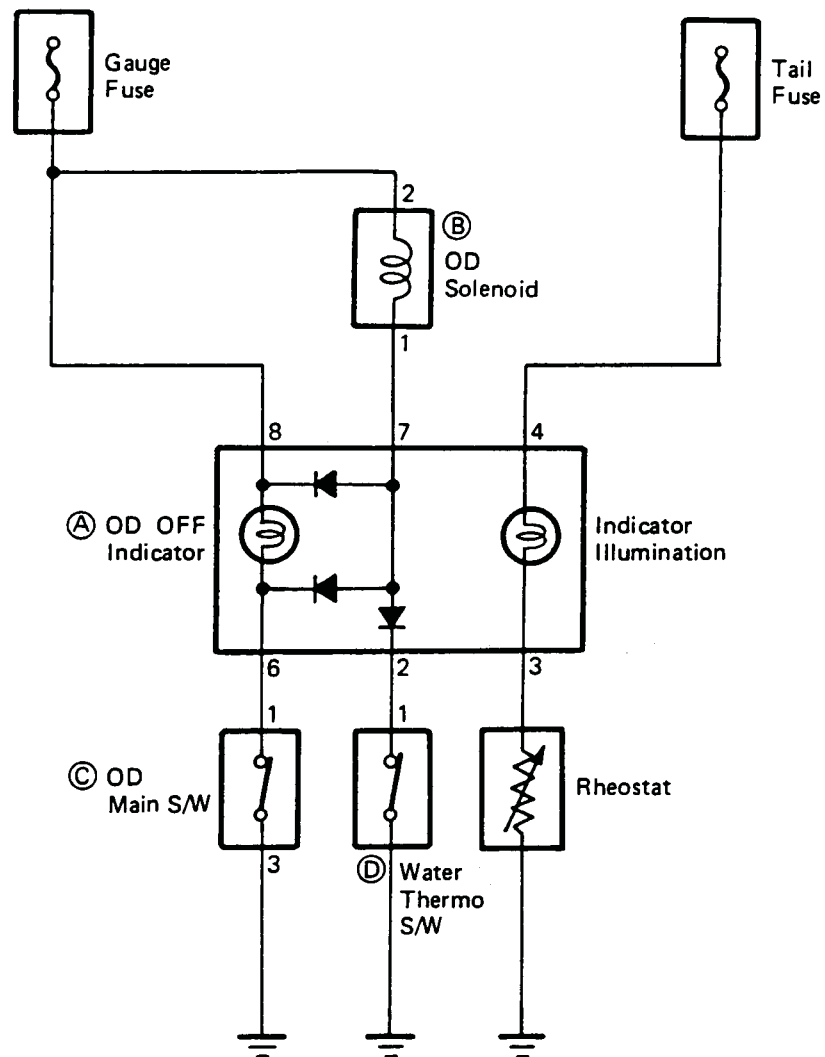 Gauge
Fuse
Tail
Fuse
2
Ⓑ
OD
Solenoid
1
8
7
4
Ⓐ OD OFF
Indicator
Indicator
Illumination
6
2
3
1
1
Ⓒ OD
Main S/W
Rheostat
3
Ⓓ Water
Thermo
S/W